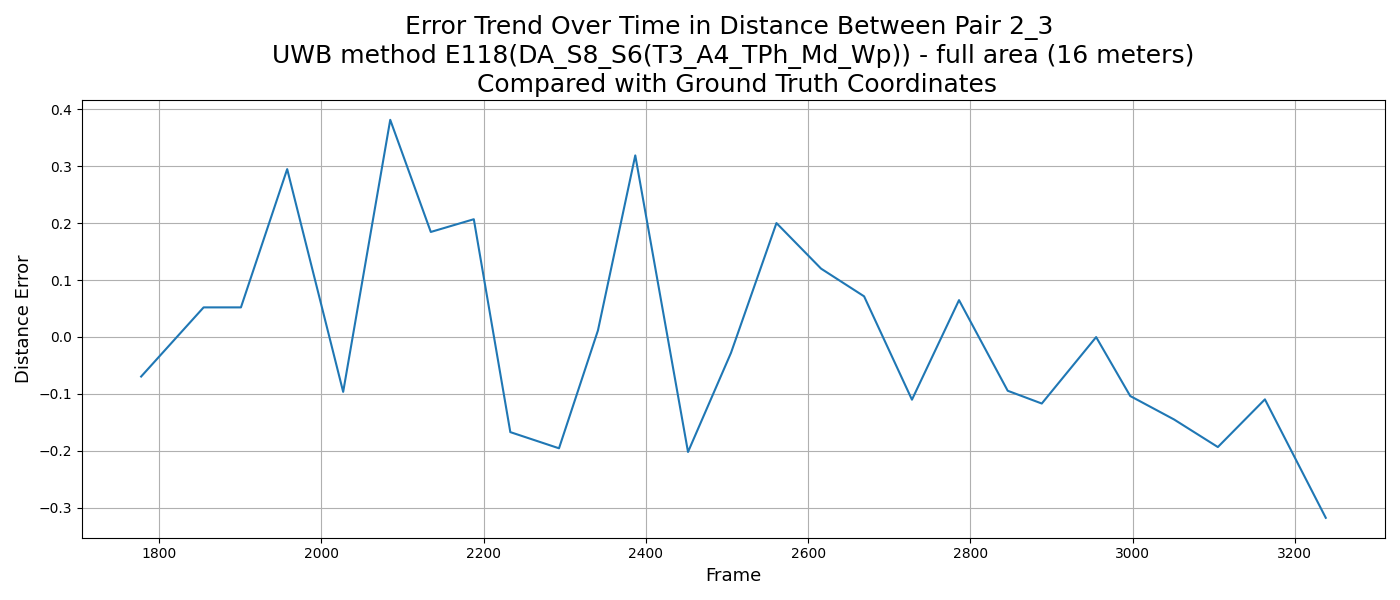 Error Trend Over Time in Distance Between Pair 2_3
UWB method E118(DA_S8_S6(T3_A4_TPh_Md_Wp)) - full area (16 meters)
Compared with Ground Truth Coordinates
0.4
0.3
0.2
0.1
0.0
−0.1
−0.2
−0.3
Distance Error
1800 2000 2200 2400 2600 2800 3000 3200
Frame